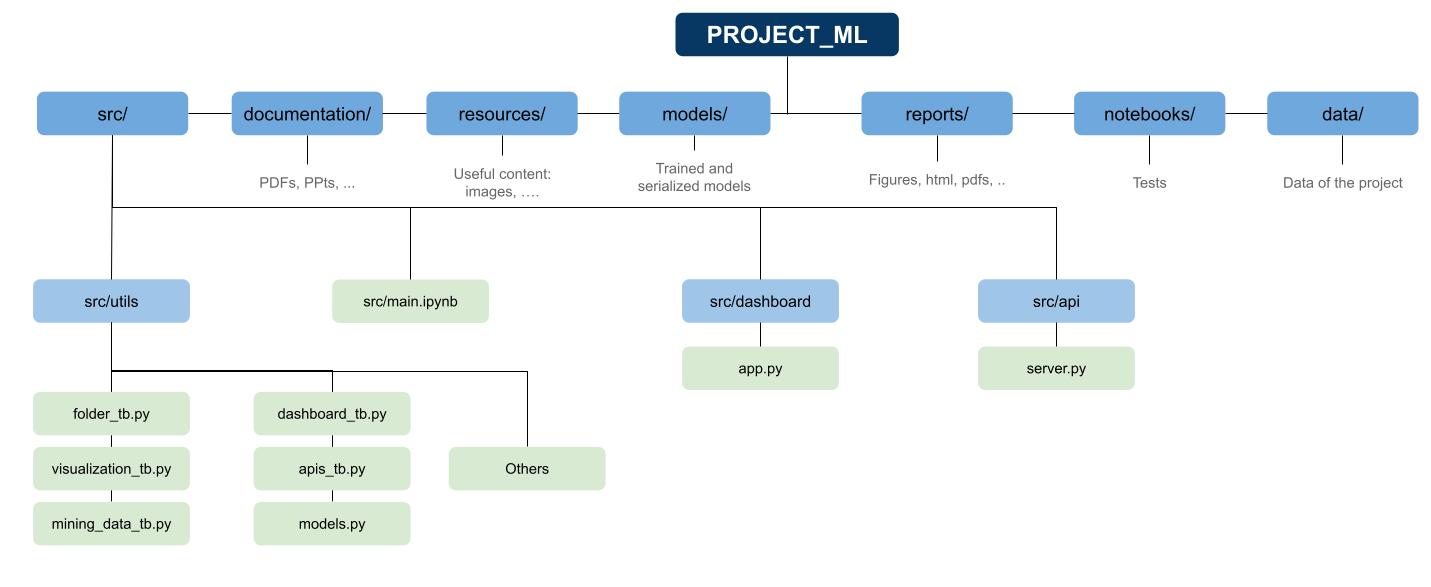 PROJECT_ML
src/
documentation/
resources/
models/
reports/
notebooks/
data/
PDFs, PPts, ...
Useful content:
images, ....
Trained and
serialized models
Figures, html, pdfs, ..
Tests
Data of the project
src/utils
src/main.ipynb
src/dashboard
src/api
app.py
server.py
folder_tb.py
dashboard_tb.py
visualization_tb.py
apis_tb.py
Others
mining_data_tb.py
models.py